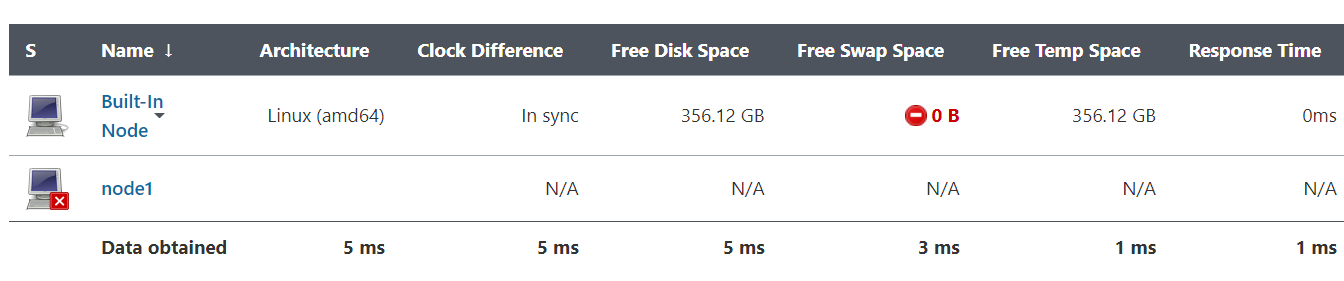 S Name ↓ Architecture Clock Difference Free Disk Space Free Swap Space Free Temp Space Response Time
Built-In
Node Linux (amd64) In sync 356.12 GB 0 B 356.12 GB 0ms
node1 N/A N/A N/A N/A N/A
Data obtained 5 ms 5 ms 5 ms 3 ms 1 ms 1 ms